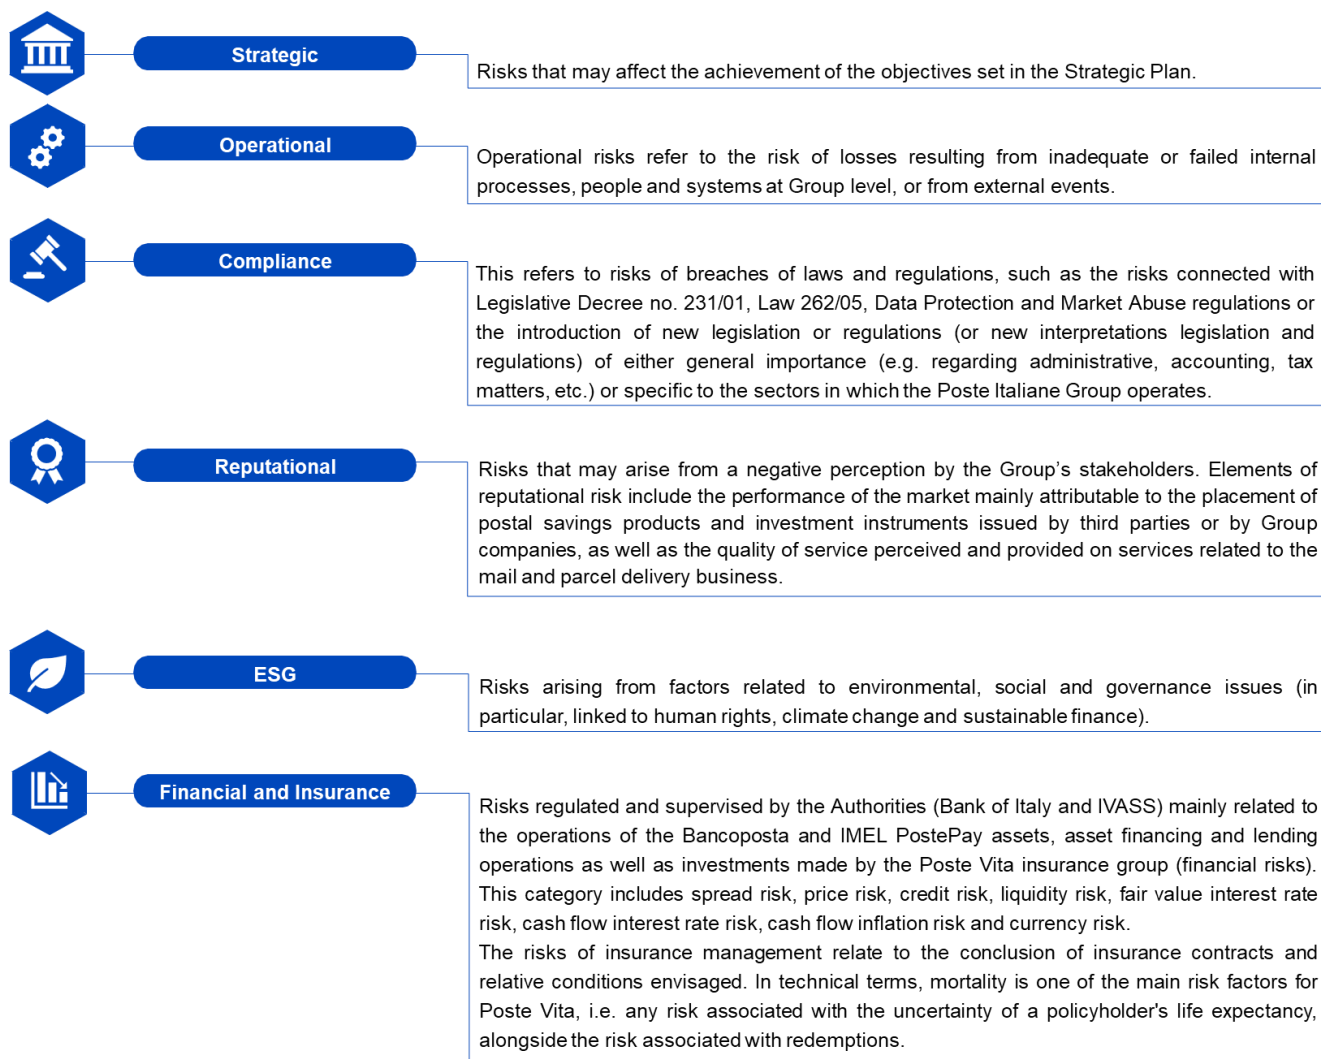 Strategic
Risks that may affect the achievement of the objectives set in the Strategic Plan.
Operational
Operational risks refer to the risk of losses resulting from inadequate or failed internal
processes, people and systems at Group level, or from external events.
Compliance
This refers to risks of breaches of laws and regulations, such as the risks connected with
Legislative Decree no. 231/01, Law 262/05, Data Protection and Market Abuse regulations or
the introduction of new legislation or regulations (or new interpretations legislation and
regulations) of either general importance (e.g. regarding administrative, accounting, tax
matters, etc.) or specific to the sectors in which the Poste Italiane Group operates.
Reputational
Risks that may arise from a negative perception by the Group’s stakeholders. Elements of
reputational risk include the performance of the market mainly attributable to the placement of
postal savings products and investment instruments issued by third parties or by Group
companies, as well as the quality of service perceived and provided on services related to the
mail and parcel delivery business.
ESG
Risks arising from factors related to environmental, social and governance issues (in
particular, linked to human rights, climate change and sustainable finance).
Financial and Insurance
Risks regulated and supervised by the Authorities (Bank of Italy and IVASS) mainly related to
the operations of the Bancoposta and IMEL PostePay assets, asset financing and lending
operations as well as investments made by the Poste Vita insurance group (financial risks).
This category includes spread risk, price risk, credit risk, liquidity risk, fair value interest rate
risk, cash flow interest rate risk, cash flow inflation risk and currency risk.
The risks of insurance management relate to the conclusion of insurance contracts and
relative conditions envisaged. In technical terms, mortality is one of the main risk factors for
Poste Vita, i.e. any risk associated with the uncertainty of a policyholder's life expectancy,
alongside the risk associated with redemptions.